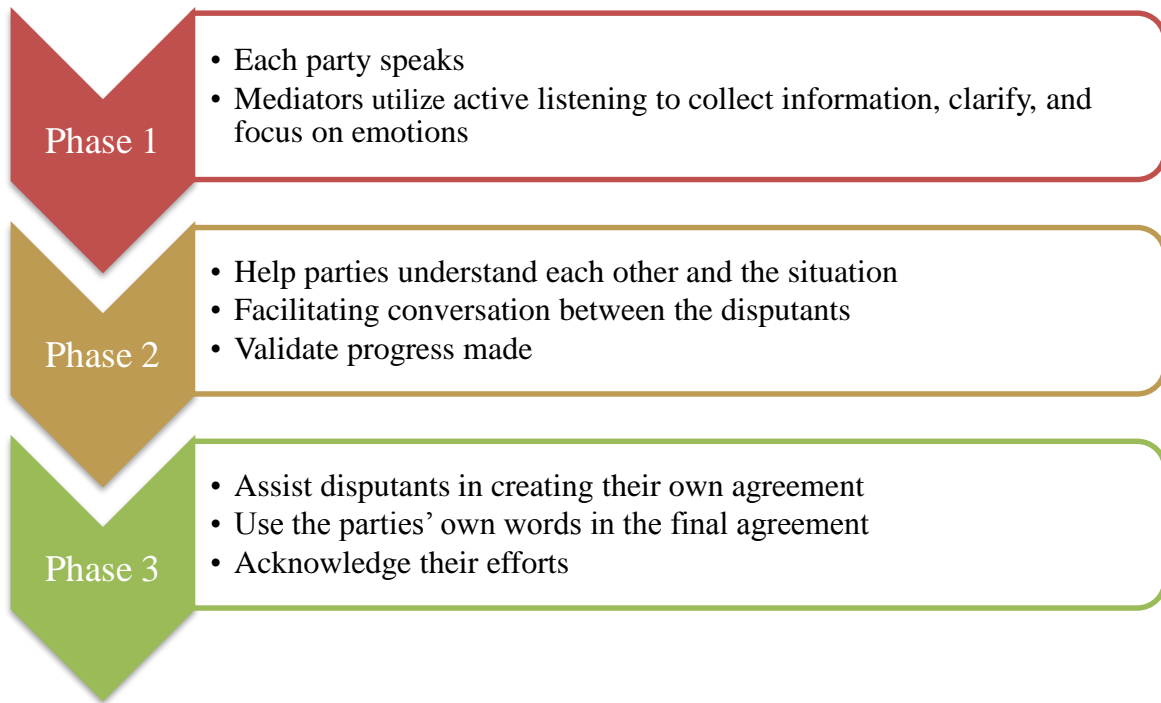 Phase 1
• Each party speaks
• Mediators utilize active listening to collect information, clarify, and
focus on emotions
Phase 2
• Help parties understand each other and the situation
• Facilitating conversation between the disputants
• Validate progress made
Phase 3
• Assist disputants in creating their own agreement
• Use the parties’ own words in the final agreement
• Acknowledge their efforts